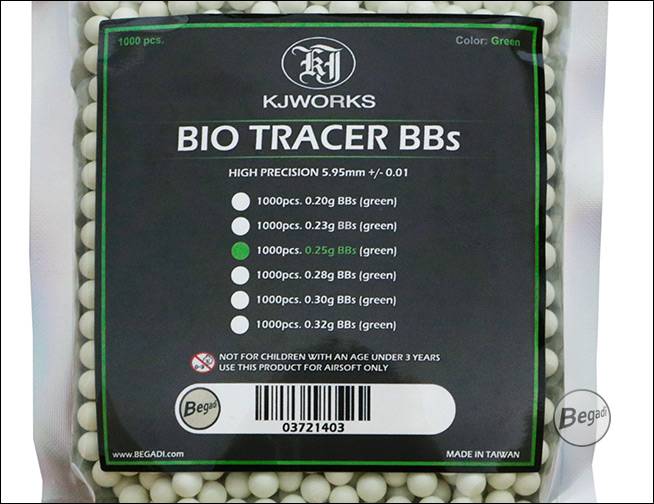 1000 pcs. Color: Green
KJ
KJWORKS
BIO TRACER BBs
HIGH PRECISION 5.95mm +/- 0.01
1000pcs. 0.20g BBs (green)
1000pcs. 0.23g BBs (green)
1000pcs. 0.25g BBs (green)
1000pcs. 0.28g BBs (green)
1000pcs. 0.30g BBs (green)
1000pcs. 0.32g BBs (green)
NOT FOR CHILDREN WITH AN AGE UNDER 3 YEARS
USE THIS PRODUCT FOR AIRSOFT ONLY
Begadi
03721403
Begadi
www.BEGADI.com MADE IN TAIWAN